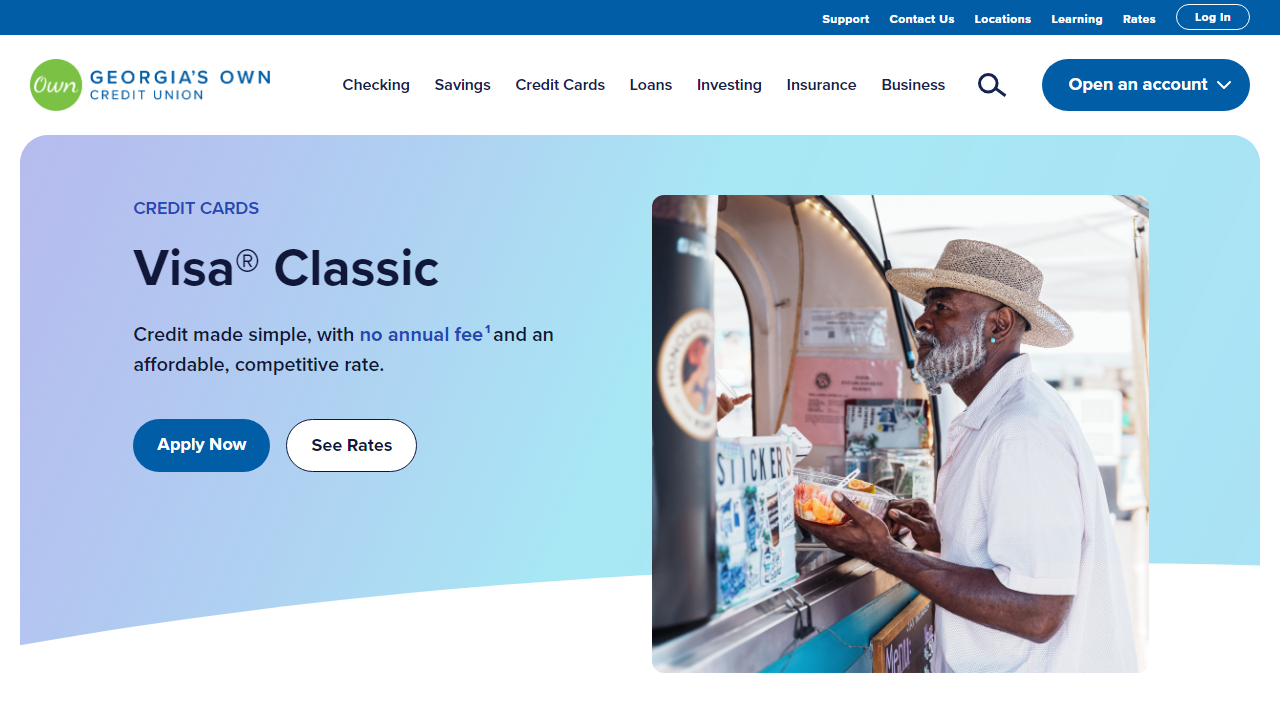 Support Contact Us Locations Learning Rates Log In
Own GEORGIA'S OWN
CREDIT UNION
Checking Savings Credit Cards Loans Investing Insurance Business Open an account
CREDIT CARDS
Visa® Classic
Credit made simple, with no annual fee¹ and an
affordable, competitive rate.
Apply Now See Rates
HONOLULU
STICKERS
Menu: